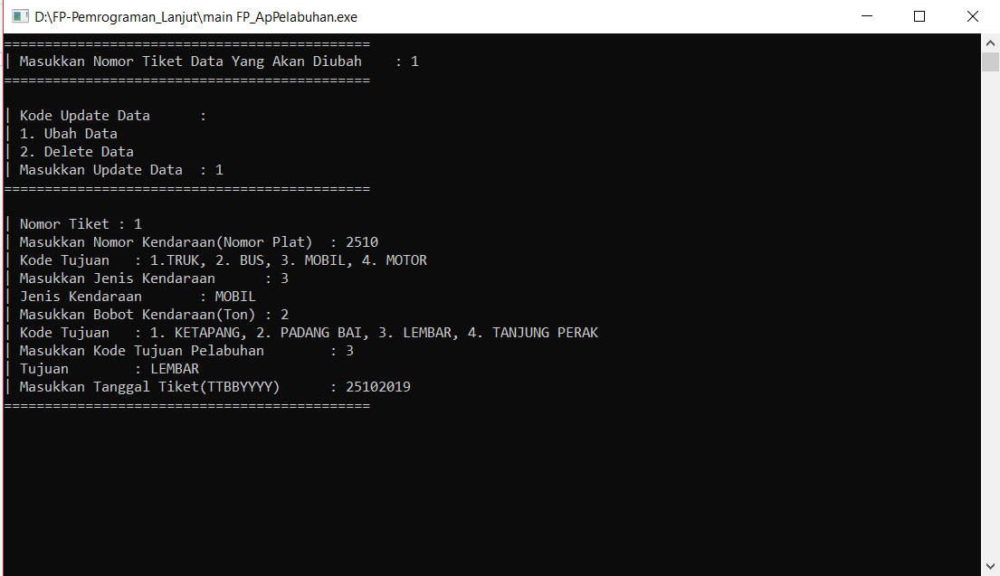 D:\FP-Pemrograman_Lanjut\main FP_ApPelabuhan.exe
=============================================
| Masukkan Nomor Tiket Data Yang Akan Diubah    : 1
=============================================
| Kode Update Data      :
| 1. Ubah Data
| 2. Delete Data
| Masukkan Update Data  : 1
=============================================
| Nomor Tiket : 1
| Masukkan Nomor Kendaraan(Nomor Plat)  : 2510
| Kode Tujuan   : 1.TRUK, 2. BUS, 3. MOBIL, 4. MOTOR
| Masukkan Jenis Kendaraan      : 3
| Jenis Kendaraan       : MOBIL
| Masukkan Bobot Kendaraan(Ton) : 2
| Kode Tujuan   : 1. KETAPANG, 2. PADANG BAI, 3. LEMBAR, 4. TANJUNG PERAK
| Masukkan Kode Tujuan Pelabuhan        : 3
| Tujuan        : LEMBAR
| Masukkan Tanggal Tiket(TTBBYYYY)      : 25102019
=============================================